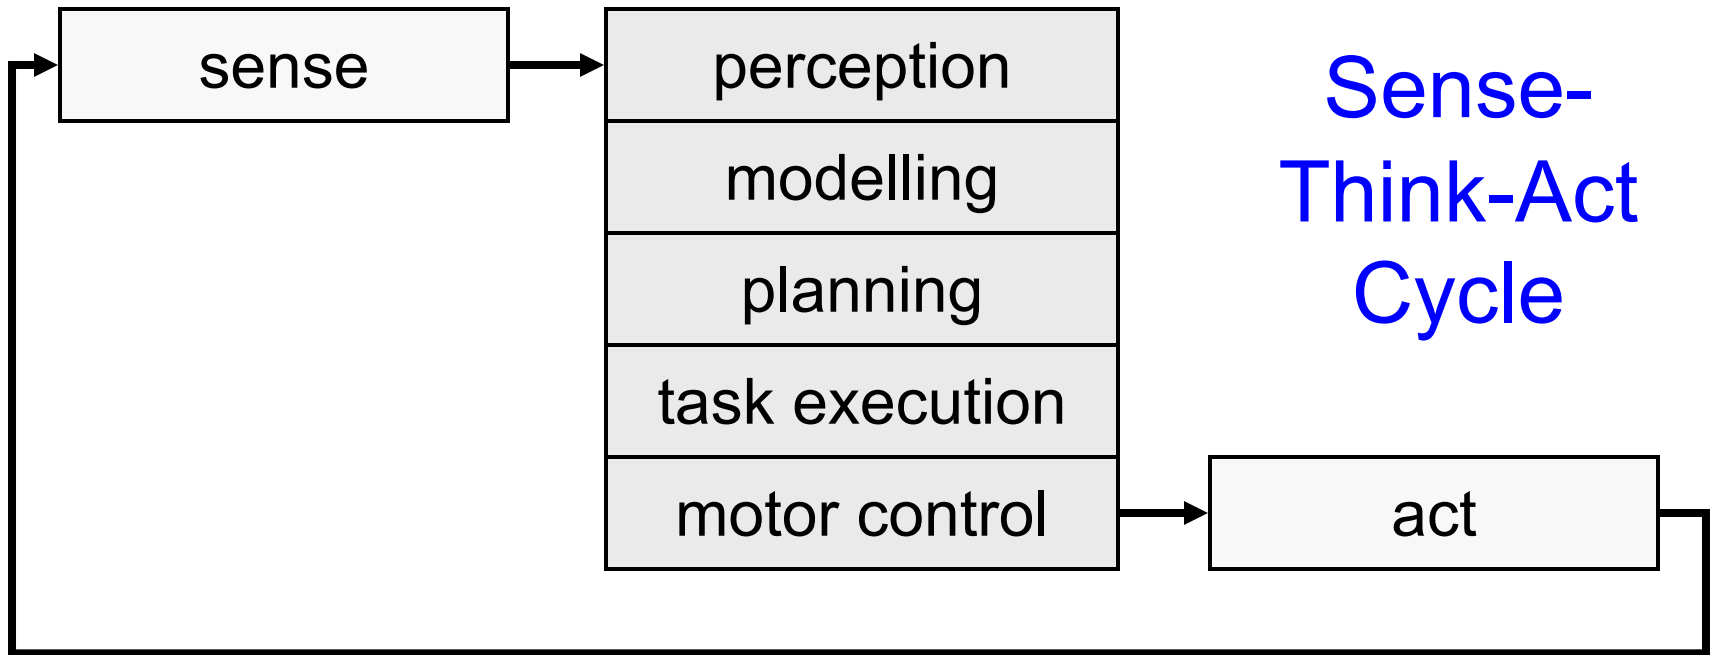 sense
perception
modelling
planning
task execution
motor control
act
Sense-
Think-Act
Cycle